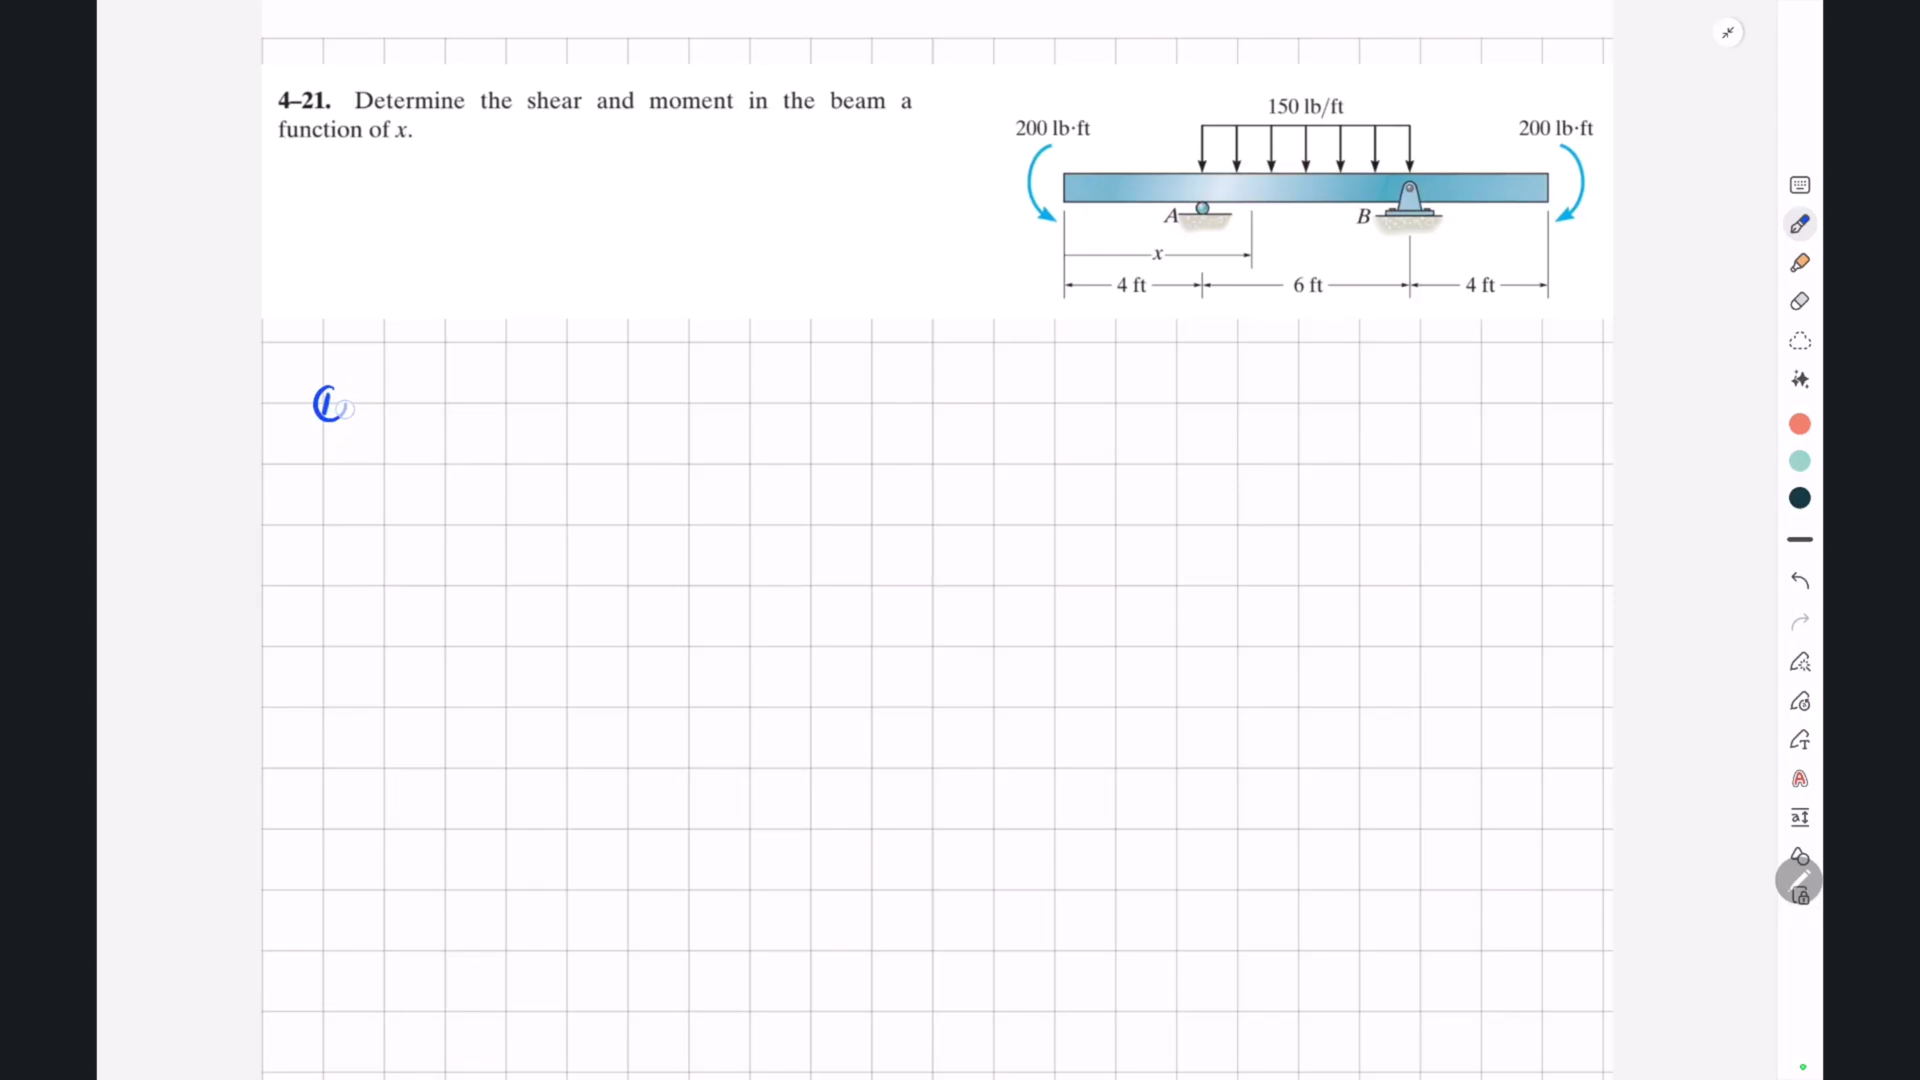 4–21. Determine the shear and moment in the beam a
function of x.
150 lb/ft
200 lb·ft
200 lb·ft
A
B
x
4 ft
6 ft
4 ft
1